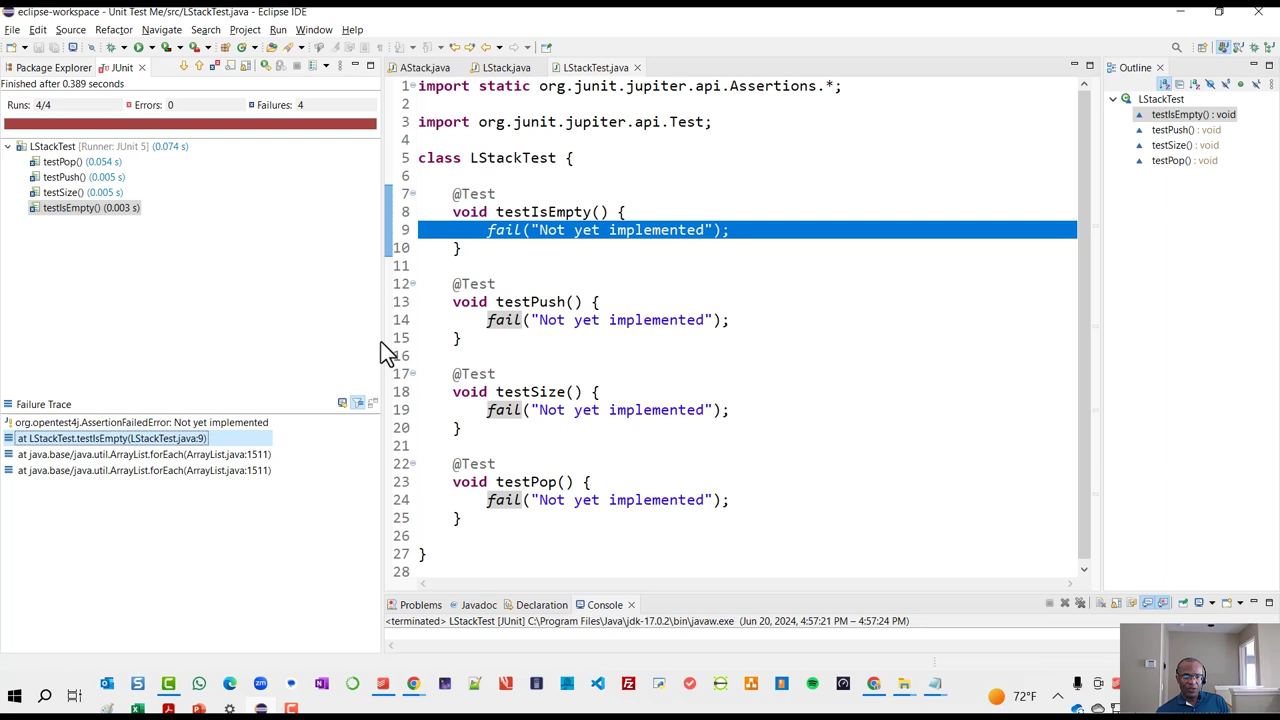 eclipse-workspace - Unit Test Me/src/LStackTest.java - Eclipse IDE
File Edit Source Refactor Navigate Search Project Run Window Help
Package Explorer JUnit
Finished after 0.389 seconds
Runs: 4/4 Errors: 0 Failures: 4
LStackTest [Runner: JUnit 5] (0.074 s)
testPop() (0.054 s)
testPush() (0.005 s)
testSize() (0.005 s)
testIsEmpty() (0.003 s)
Failure Trace
org.opentest4j.AssertionFailedError: Not yet implemented
at LStackTest.testIsEmpty(LStackTest.java:9)
at java.base/java.util.ArrayList.forEach(ArrayList.java:1511)
at java.base/java.util.ArrayList.forEach(ArrayList.java:1511)
AStack.java LStack.java LStackTest.java
1 import static org.junit.jupiter.api.Assertions.*;
2
3 import org.junit.jupiter.api.Test;
4
5 class LStackTest {
6
7 @Test
8 void testIsEmpty() {
9 fail("Not yet implemented");
10 }
11
12 @Test
13 void testPush() {
14 fail("Not yet implemented");
15 }
16
17 @Test
18 void testSize() {
19 fail("Not yet implemented");
20 }
21
22 @Test
23 void testPop() {
24 fail("Not yet implemented");
25 }
26
27 }
28
Problems Javadoc Declaration Console
<terminated> LStackTest [JUnit] C:\Program Files\Java\jdk-17.0.2\bin\javaw.exe (Jun 20, 2024, 4:57:21 PM – 4:57:24 PM)
Outline
LStackTest
testIsEmpty() : void
testPush() : void
testSize() : void
testPop() : void
72°F